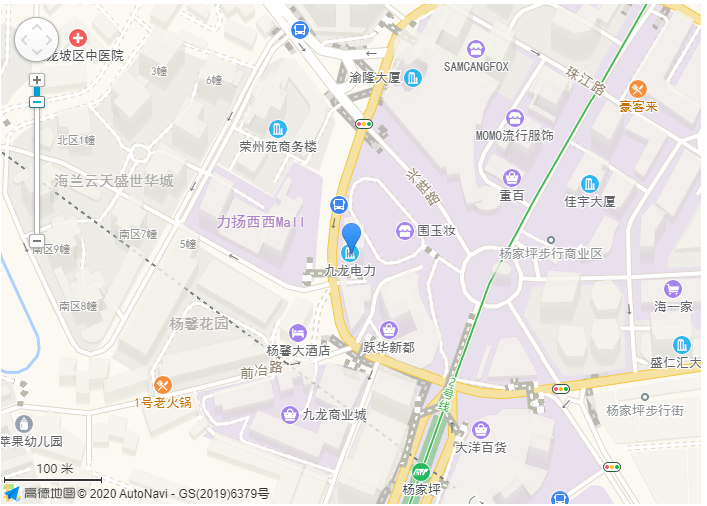 龙坡区中医院
3幢
6幢
渝隆大厦
SAMCANGFOX
珠江路
豪客来
北区1幢
荣州苑商务楼
MOMO流行服饰
海兰云天盛世华城
兴胜路
重百
佳宇大厦
力扬西西Mall
围玉妆
南区7幢
5幢
南区9幢
杨家坪步行商业区
九龙电力
南区8幢
海一家
杨馨花园
杨馨大酒店
跃华新都
盛仁汇大
前冶路
2号线
1号老火锅
九龙商业城
杨家坪步行街
苹果幼儿园
大洋百货
100 米
杨家坪
高德地图 © 2020 AutoNavi - GS(2019)6379号